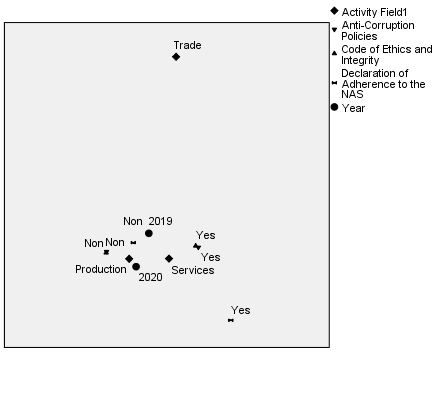 Activity Field1
Anti-Corruption
Policies
Code of Ethics and
Integrity
Declaration of
Adherence to the
NAS
Year
Trade
Non 2019
Yes
Non Non
Yes
Production
Services
2020
Yes